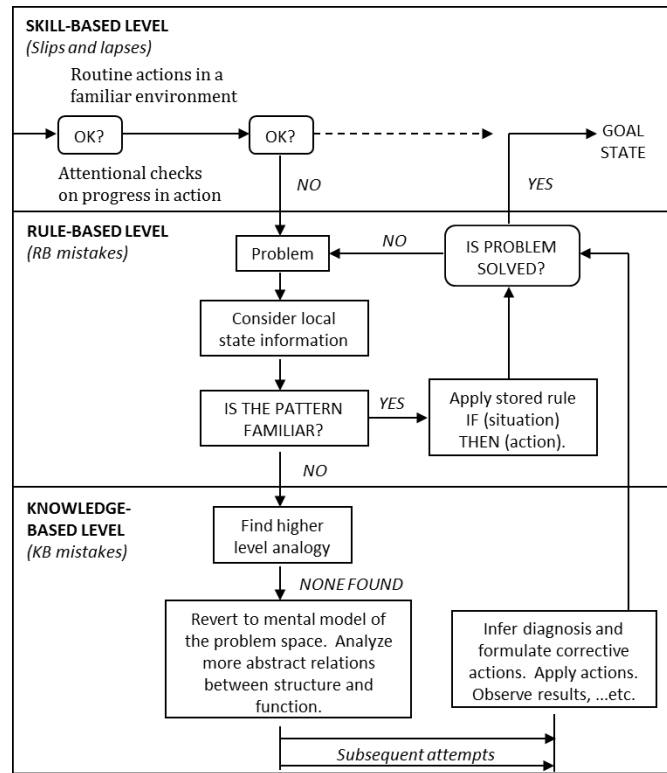 SKILL-BASED LEVEL
(Slips and lapses)
Routine actions in a
familiar environment
OK?
OK?
GOAL
STATE
Attentional checks
on progress in action
NO
YES
RULE-BASED LEVEL
(RB mistakes)
Problem
NO
IS PROBLEM
SOLVED?
Consider local
state information
IS THE PATTERN
FAMILIAR?
YES
Apply stored rule
IF (situation)
THEN (action).
NO
KNOWLEDGE-
BASED LEVEL
(KB mistakes)
Find higher
level analogy
NONE FOUND
Revert to mental model of
the problem space. Analyze
more abstract relations
between structure and
function.
Infer diagnosis and
formulate corrective
actions. Apply actions.
Observe results, ...etc.
Subsequent attempts